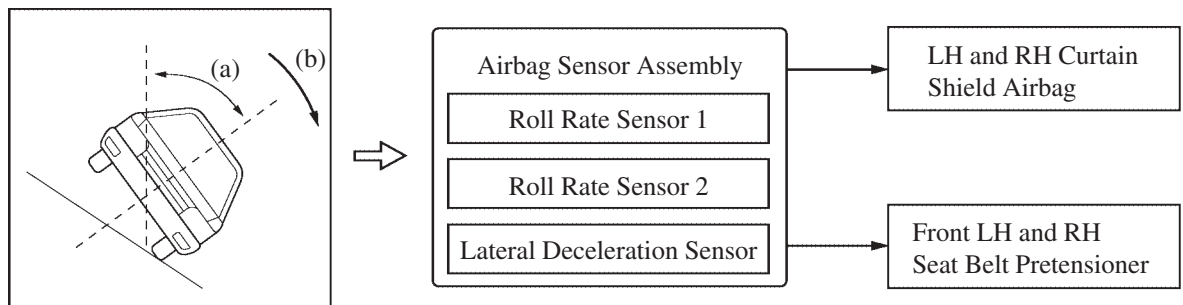 (a)
(b)
Airbag Sensor Assembly
Roll Rate Sensor 1
Roll Rate Sensor 2
Lateral Deceleration Sensor
LH and RH Curtain
Shield Airbag
Front LH and RH
Seat Belt Pretensioner